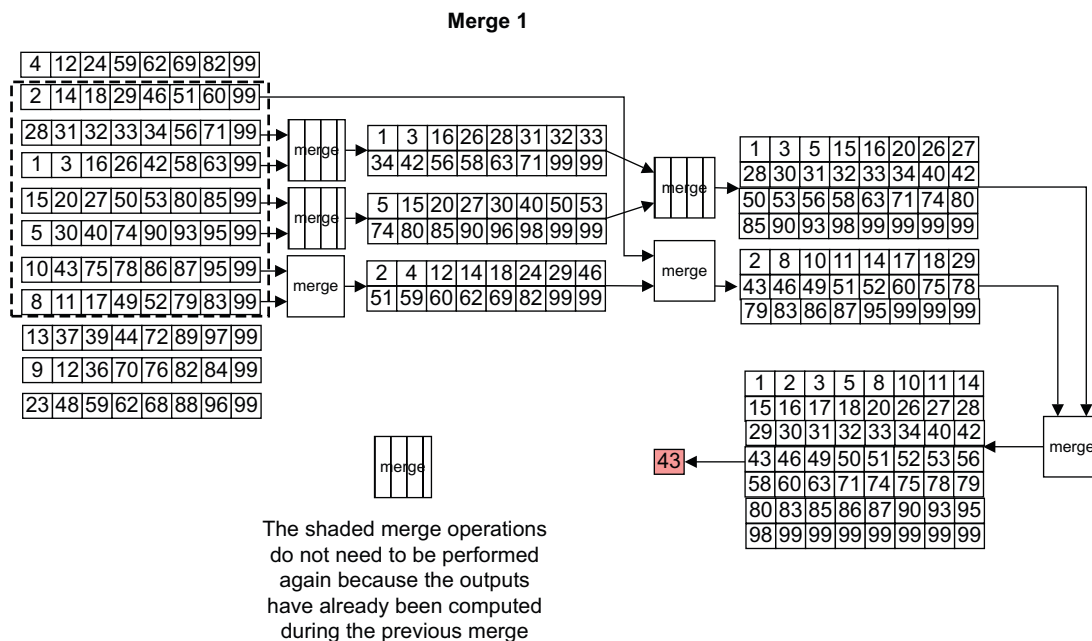 Merge 1
4 12 24 59 62 69 82 99
2 14 18 29 46 51 60 99
28 31 32 33 34 56 71 99
1 3 16 26 42 58 63 99
15 20 27 50 53 80 85 99
5 30 40 74 90 93 95 99
10 43 75 78 86 87 95 99
8 11 17 49 52 79 83 99
13 37 39 44 72 89 97 99
9 12 36 70 76 82 84 99
23 48 59 62 68 88 96 99
merge
merge
merge
1 3 16 26 28 31 32 33
34 42 56 58 63 71 99 99
5 15 20 27 30 40 50 53
74 80 85 90 96 98 99 99
2 4 12 14 18 24 29 46
51 59 60 62 69 82 99 99
merge
merge
1 3 5 15 16 20 26 27
28 30 31 32 33 34 40 42
50 53 56 58 63 71 74 80
85 90 93 98 99 99 99 99
2 8 10 11 14 17 18 29
43 46 49 51 52 60 75 78
79 83 86 87 95 99 99 99
merge
1 2 3 5 8 10 11 14
15 16 17 18 20 26 27 28
29 30 31 32 33 34 40 42
43 46 49 50 51 52 53 56
58 60 63 71 74 75 78 79
80 83 85 86 87 90 93 95
98 99 99 99 99 99 99 99
43
merge
The shaded merge operations
do not need to be performed
again because the outputs
have already been computed
during the previous merge